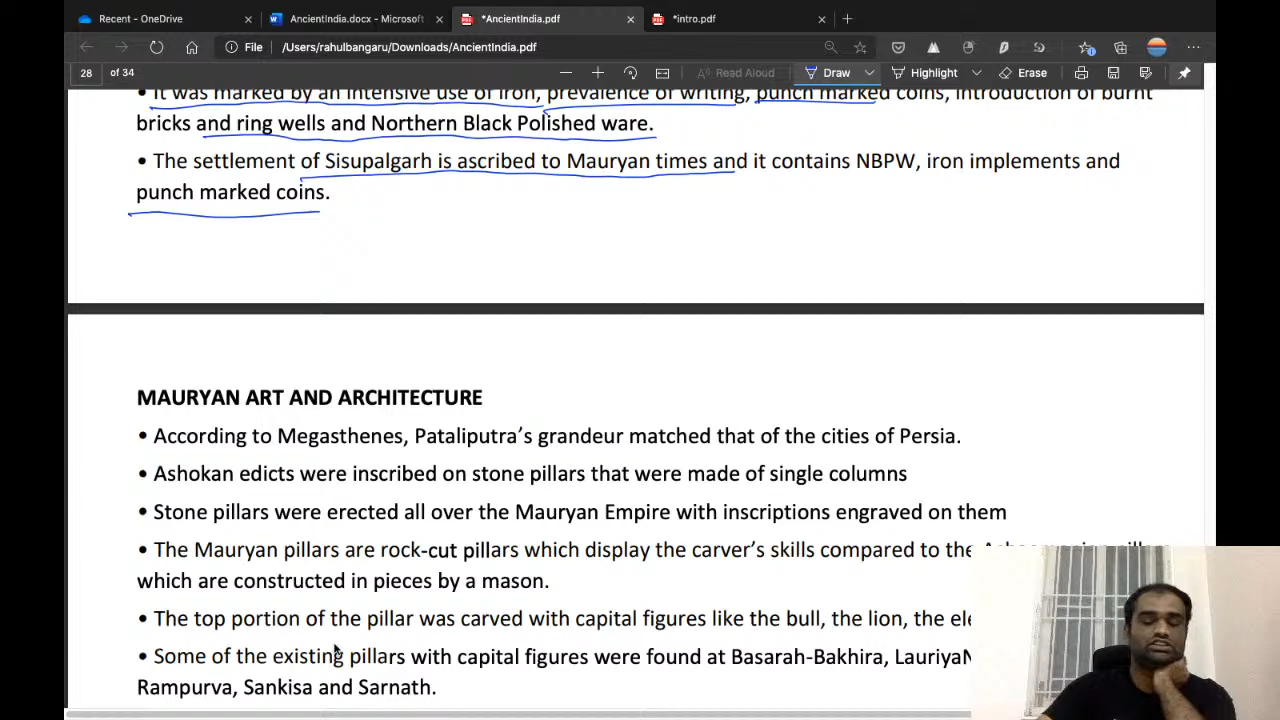 Recent - OneDrive
AncientIndia.docx - Microsoft
*AncientIndia.pdf
*intro.pdf
File
/Users/rahulbangaru/Downloads/AncientIndia.pdf
28 of 34
Read Aloud
Draw
Highlight
Erase
• It was marked by an intensive use of iron, prevalence of writing, punch marked coins, introduction of burnt
bricks and ring wells and Northern Black Polished ware.
• The settlement of Sisupalgarh is ascribed to Mauryan times and it contains NBPW, iron implements and
punch marked coins.
MAURYAN ART AND ARCHITECTURE
• According to Megasthenes, Pataliputra’s grandeur matched that of the cities of Persia.
• Ashokan edicts were inscribed on stone pillars that were made of single columns
• Stone pillars were erected all over the Mauryan Empire with inscriptions engraved on them
• The Mauryan pillars are rock-cut pillars which display the carver’s skills compared to the
which are constructed in pieces by a mason.
• The top portion of the pillar was carved with capital figures like the bull, the lion, the
• Some of the existing pillars with capital figures were found at Basarah-Bakhira,
Rampurva, Sankisa and Sarnath.